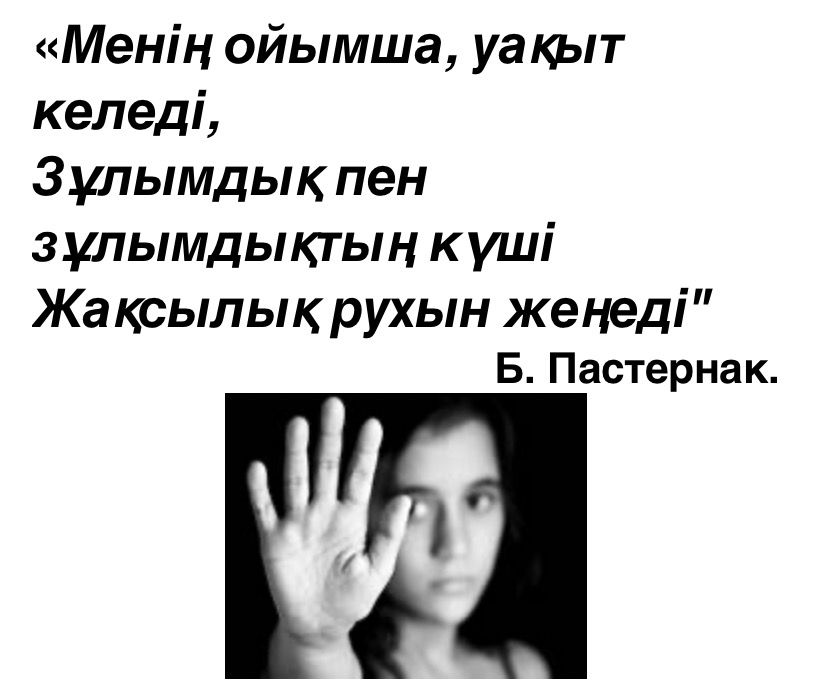 «Менің ойымша, уақыт
келеді,
Зұлымдық пен
зұлымдықтың күші
Жақсылық рухын жеңеді"
Б. Пастернак.